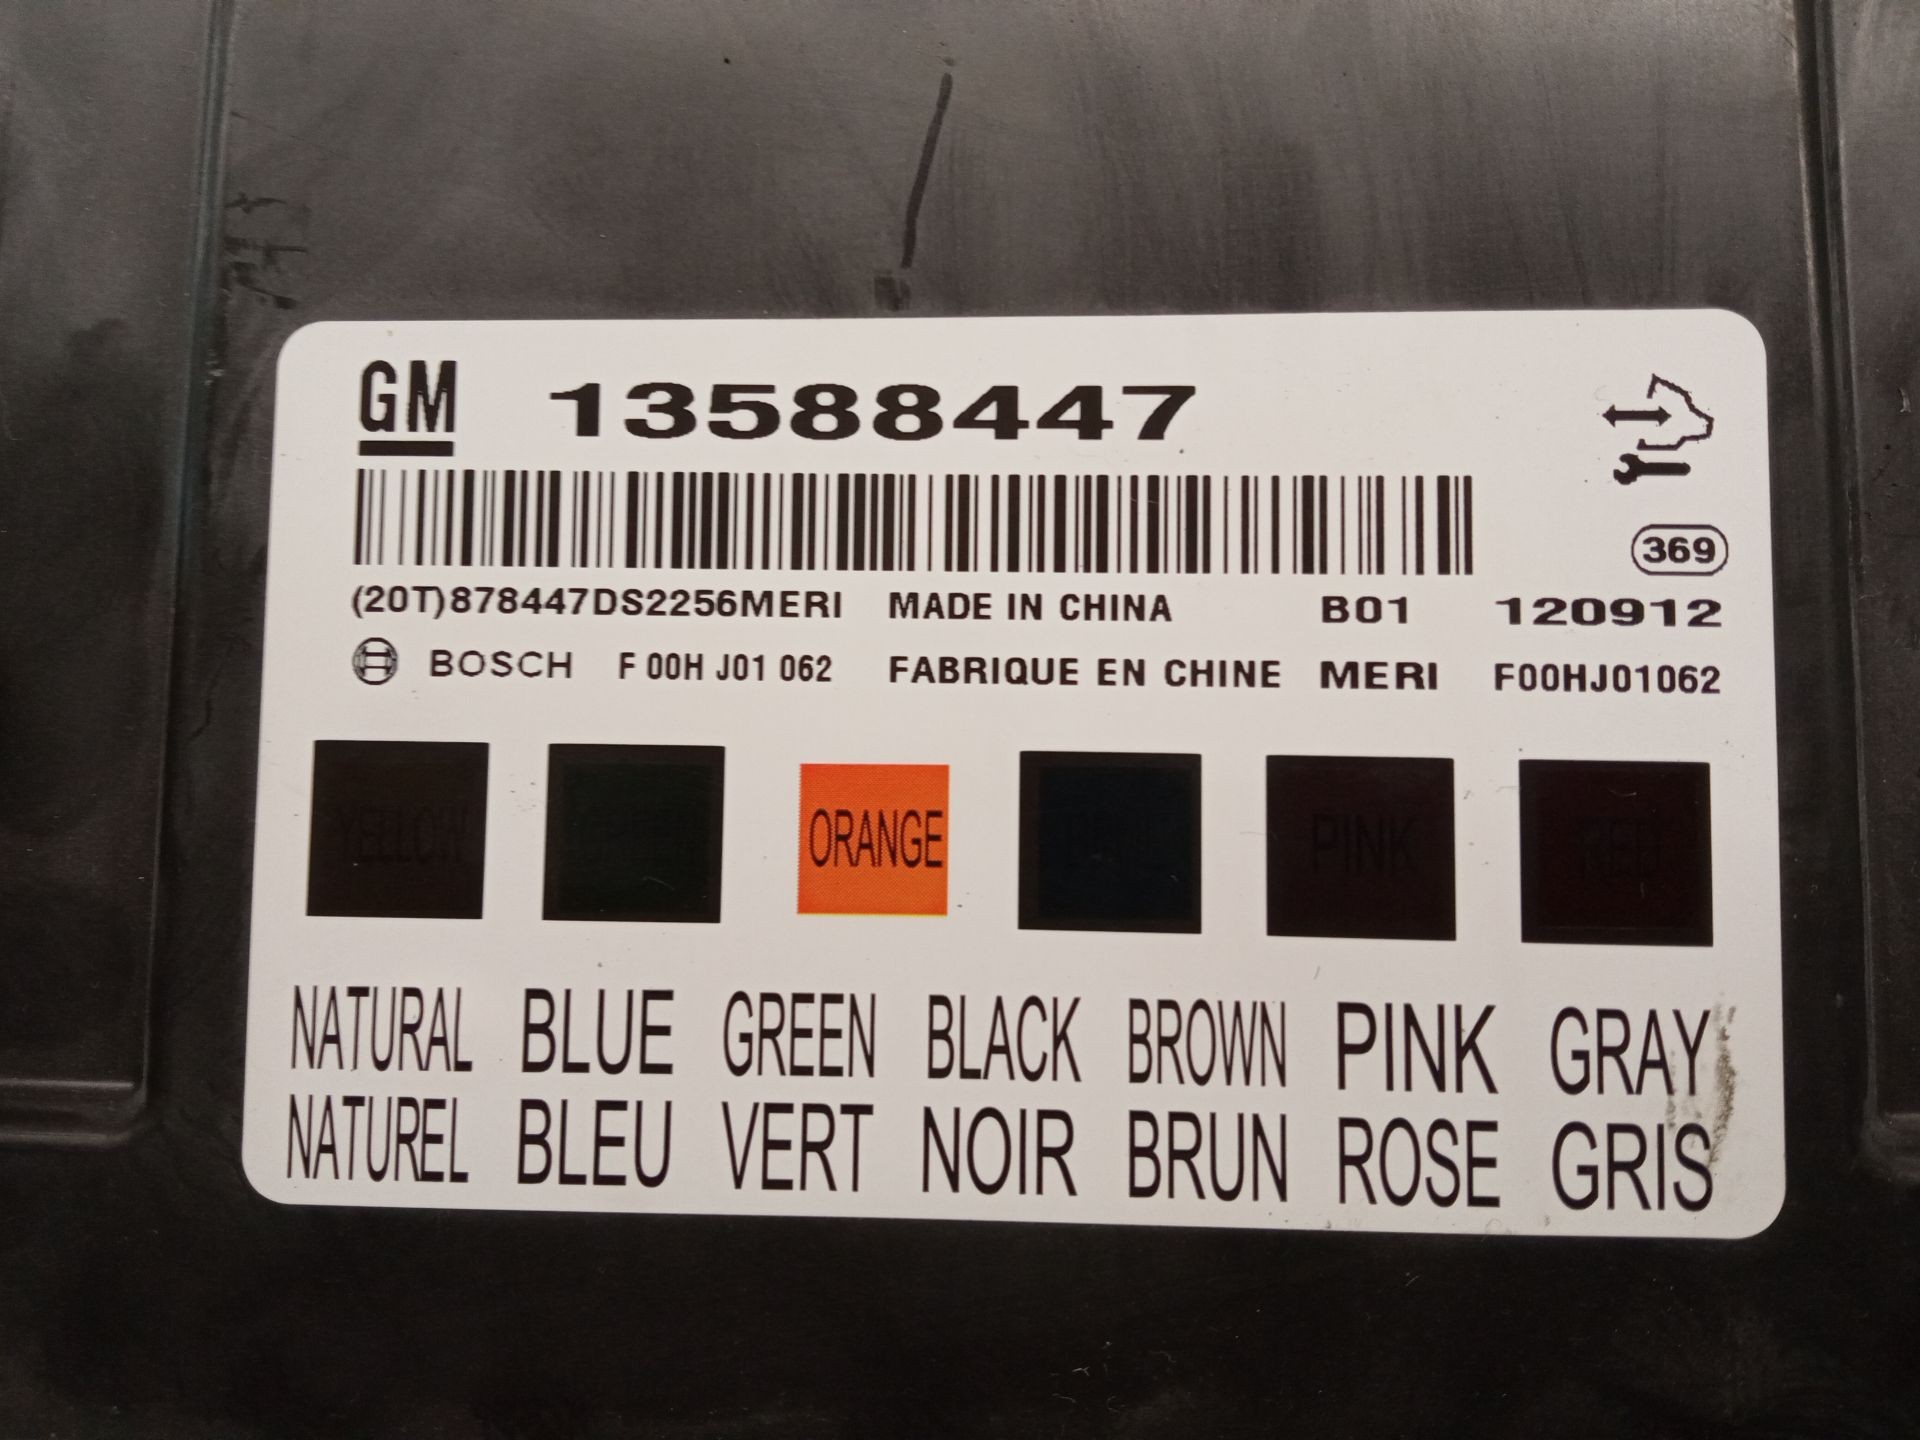 GM 13588447
369
(20T)878447DS2256MERI MADE IN CHINA B01 120912
BOSCH F 00H J01 062 FABRIQUE EN CHINE MERI F00HJ01062
YELLOW ORANGE PINK
NATURAL BLUE GREEN BLACK BROWN PINK GRAY
NATUREL BLEU VERT NOIR BRUN ROSE GRIS